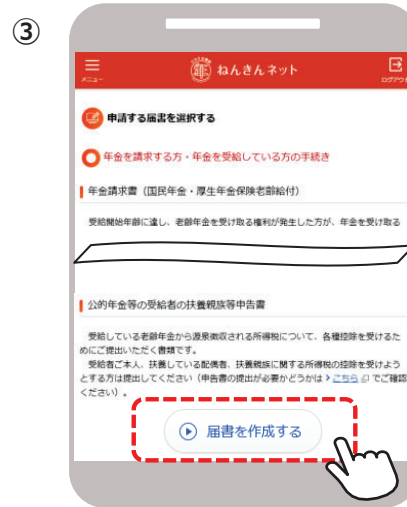 ③
メニュー
ねんきんネット
ログアウト
申請する届書を選択する
年金を請求する方・年金を受給している方の手続き
年金請求書（国民年金・厚生年金保険老齢給付）
受給開始年齢に達し、老齢年金を受け取る権利が発生した方が、年金を受け取る
公的年金等の受給者の扶養親族等申告書
受給している老齢年金から源泉徴収される所得税について、各種控除を受けるた
めにご提出いただく書類です。
受給者ご本人、扶養している配偶者、扶養親族に関する所得税の控除を受けよう
とする方は提出してください（申告書の提出が必要かどうかは こちら でご確認
ください）。
届書を作成する